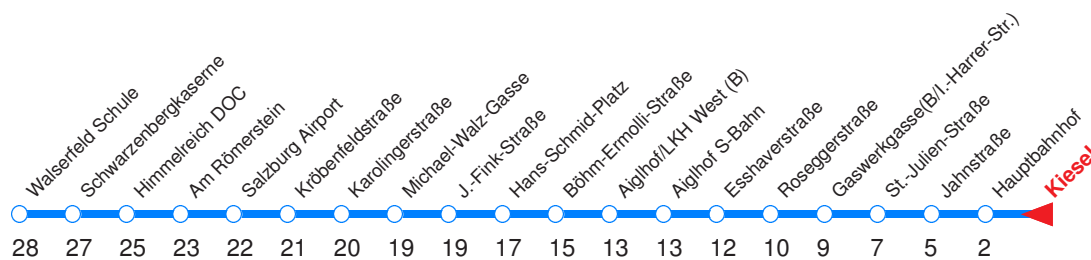 Walserfeld Schule
Schwarzenbergkaserne
Himmelreich DOC
Am Römerstein
Salzburg Airport
Kröbenfeldstraße
Karolingerstraße
Michael-Walz-Gasse
J.-Fink-Straße
Hans-Schmid-Platz
Böhm-Ermolli-Straße
Aiglhof/LKH West (B)
Aiglhof S-Bahn
Esshaverstraße
Roseggerstraße
Gaswerkgasse(B/I.-Harrer-Str.)
St.-Julien-Straße
Jahnstraße
Hauptbahnhof
Kiesel
28 27 25 23 22 21 20 19 19 17 15 13 13 12 10 9 7 5 2